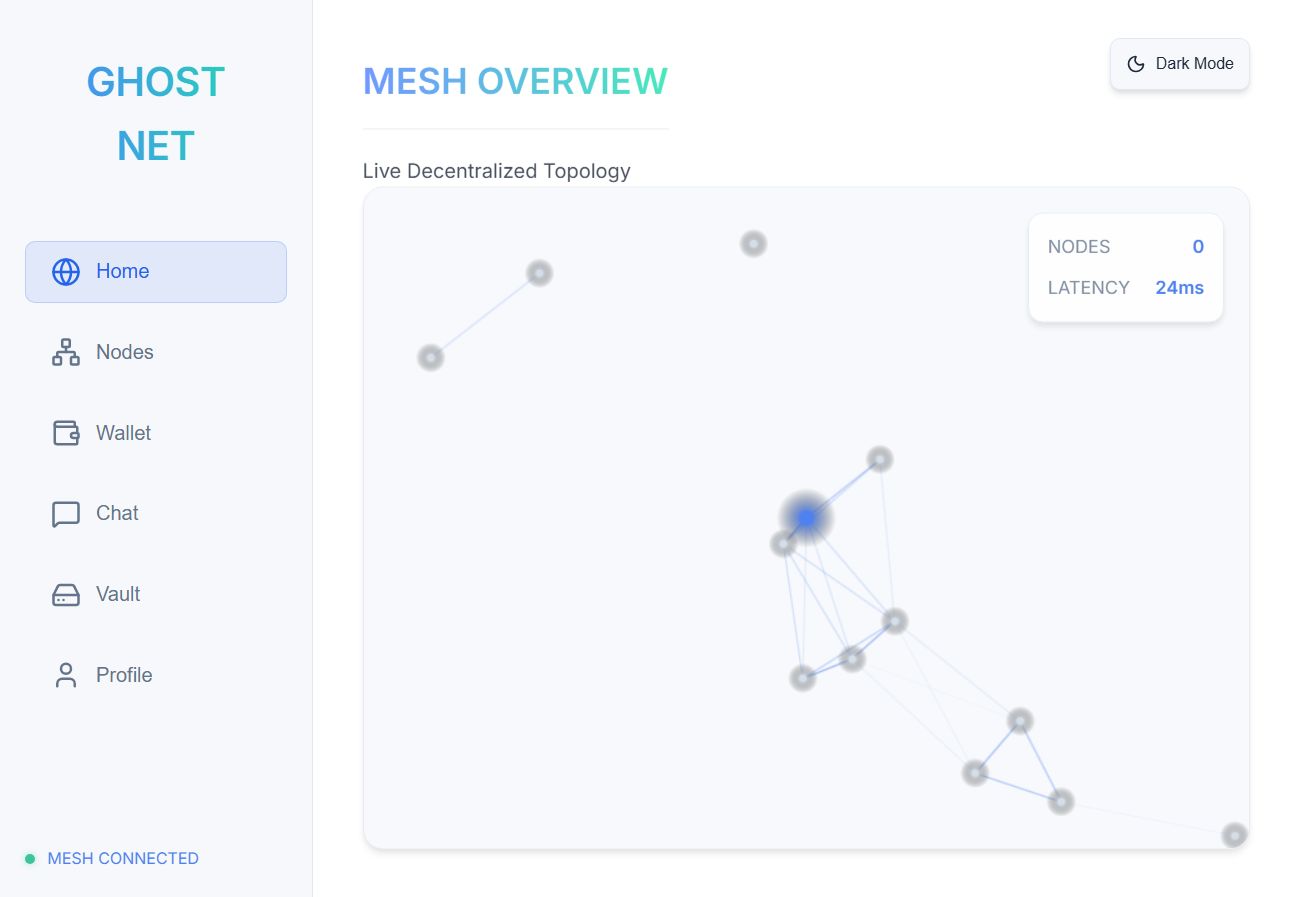 GHOST
NET
Home
Nodes
Wallet
Chat
Vault
Profile
MESH CONNECTED
MESH OVERVIEW
Dark Mode
Live Decentralized Topology
NODES 0
LATENCY 24ms